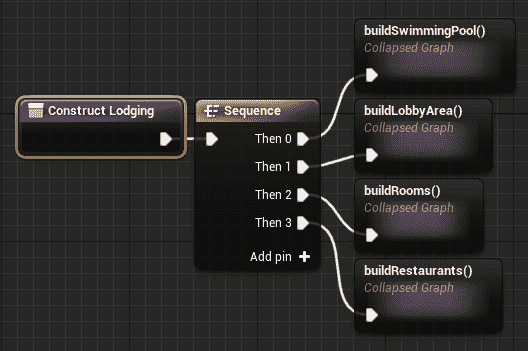 Construct Lodging
Sequence
Then 0
Then 1
Then 2
Then 3
Add pin
buildSwimmingPool()
Collapsed Graph
buildLobbyArea()
Collapsed Graph
buildRooms()
Collapsed Graph
buildRestaurants()
Collapsed Graph